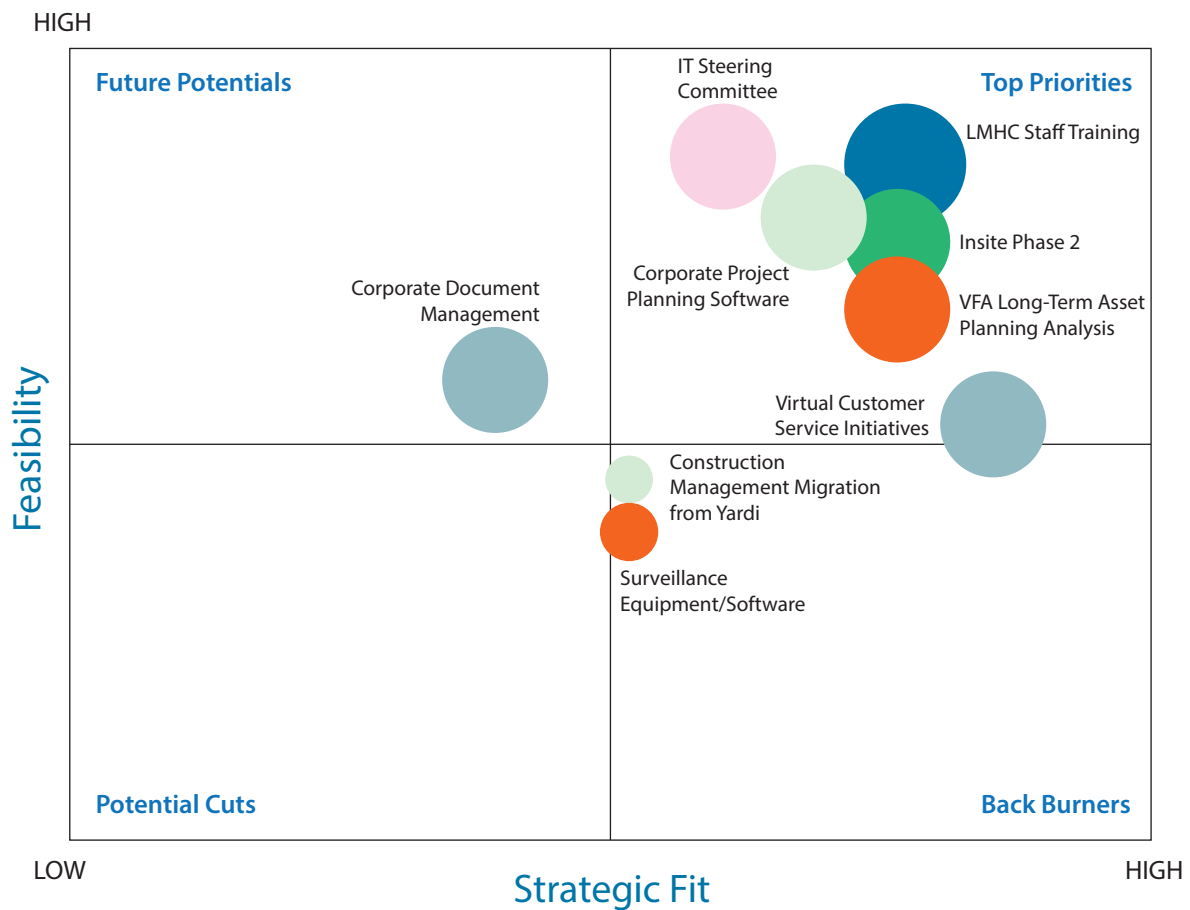 HIGH
Future Potentials
IT Steering
Committee
Top Priorities
LMHC Staff Training
Insite Phase 2
Corporate Project
Planning Software
VFA Long-Term Asset
Planning Analysis
Corporate Document
Management
Virtual Customer
Service Initiatives
Feasibility
Construction
Management Migration
from Yardi
Surveillance
Equipment/Software
Potential Cuts
Back Burners
LOW
Strategic Fit
HIGH